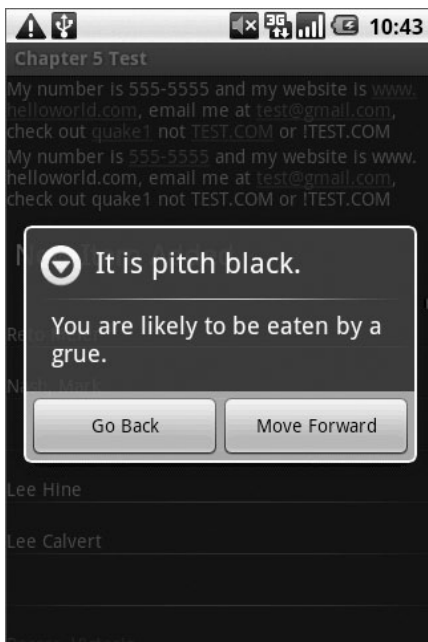 3G
10:43
Chapter 5 Test
My number is 555-5555 and my website is www.
helloworld.com, email me at test@gmail.com,
check out quake1 not TEST.COM or !TEST.COM
My number is 555-5555 and my website is www.
helloworld.com, email me at test@gmail.com,
check out quake1 not TEST.COM or !TEST.COM
It is pitch black.
You are likely to be eaten by a
grue.
Nash, Mark
Go Back
Move Forward
Lee Hine
Lee Calvert